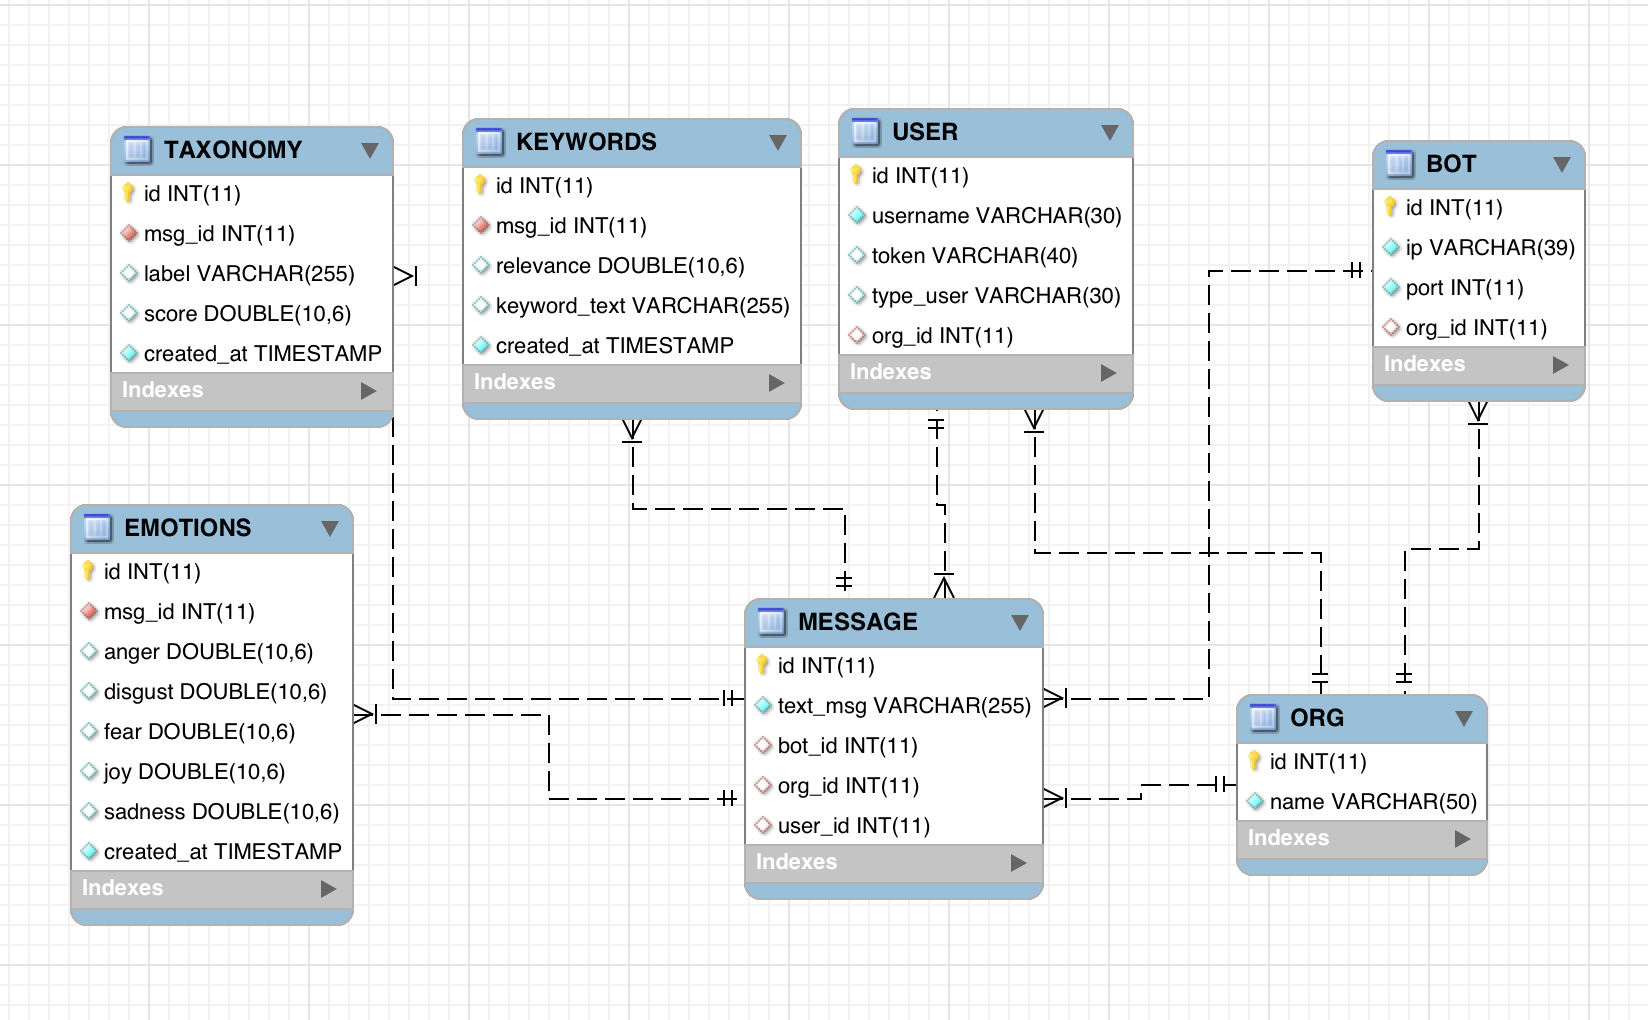 TAXONOMY
id INT(11)
msg_id INT(11)
label VARCHAR(255)
score DOUBLE(10,6)
created_at TIMESTAMP
Indexes
KEYWORDS
id INT(11)
msg_id INT(11)
relevance DOUBLE(10,6)
keyword_text VARCHAR(255)
created_at TIMESTAMP
Indexes
USER
id INT(11)
username VARCHAR(30)
token VARCHAR(40)
type_user VARCHAR(30)
org_id INT(11)
Indexes
BOT
id INT(11)
ip VARCHAR(39)
port INT(11)
org_id INT(11)
Indexes
EMOTIONS
id INT(11)
msg_id INT(11)
anger DOUBLE(10,6)
disgust DOUBLE(10,6)
fear DOUBLE(10,6)
joy DOUBLE(10,6)
sadness DOUBLE(10,6)
created_at TIMESTAMP
Indexes
MESSAGE
id INT(11)
text_msg VARCHAR(255)
bot_id INT(11)
org_id INT(11)
user_id INT(11)
Indexes
ORG
id INT(11)
name VARCHAR(50)
Indexes